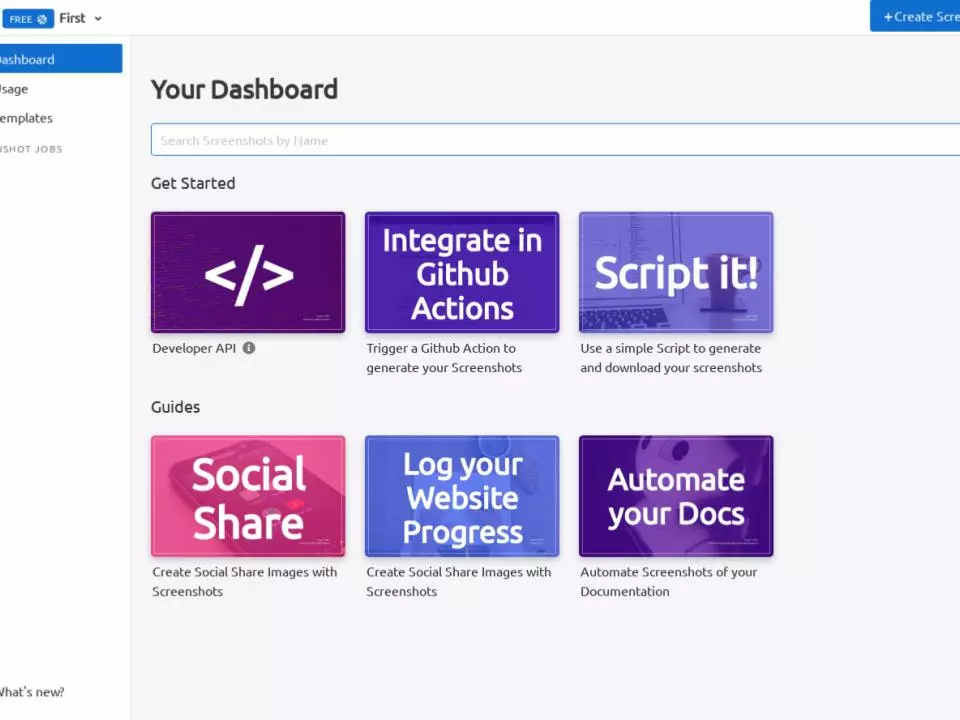 FREE First
+Create Scre
Dashboard
Usage
Templates
NSHOT JOBS
Your Dashboard
Search Screenshots by Name
Get Started
</>
Integrate in
Github
Actions
Script it!
Developer API
Trigger a Github Action to
generate your Screenshots
Use a simple Script to generate
and download your screenshots
Guides
Social
Share
Log your
Website
Progress
Automate
your Docs
Create Social Share Images with
Screenshots
Create Social Share Images with
Screenshots
Automate Screenshots of your
Documentation
What's new?